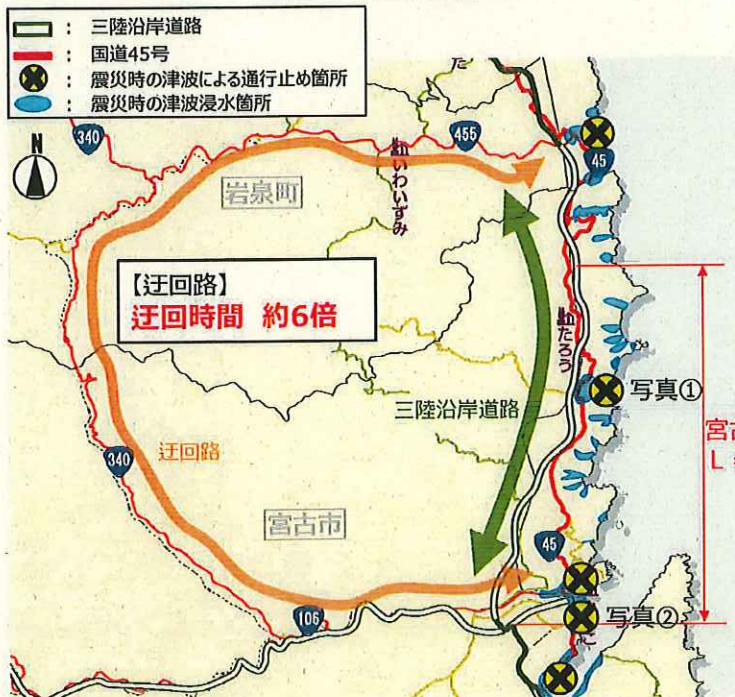 ： 三陸沿岸道路
： 国道45号
： 震災時の津波による通行止め箇所
： 震災時の津波浸水箇所
N
340
455
45
いわいずみ
岩泉町
【迂回路】
迂回時間 約6倍
たろう
写真①
三陸沿岸道路
宮古
L
340
迂回路
宮古市
45
106
写真②
こ